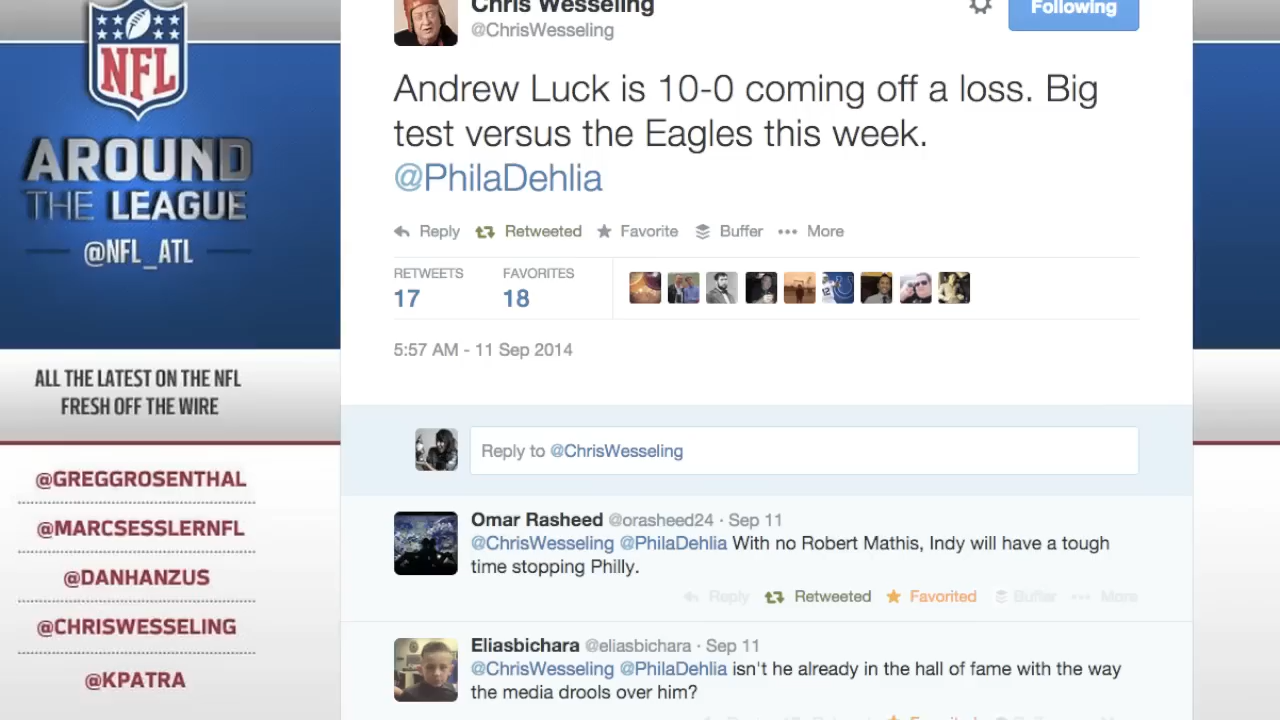 NFL
AROUND
THE LEAGUE
@NFL_ATL
ALL THE LATEST ON THE NFL
FRESH OFF THE WIRE
@GREGGROSENTHAL
@MARCSESSLERNFL
@DANHANZUS
@CHRISWESSELING
@KPATRA
Chris Wesseling
@ChrisWesseling
Following
Andrew Luck is 10-0 coming off a loss. Big
test versus the Eagles this week.
@PhilaDehlia
Reply Retweeted Favorite Buffer More
RETWEETS FAVORITES
17 18
5:57 AM - 11 Sep 2014
Reply to @ChrisWesseling
Omar Rasheed @orasheed24 · Sep 11
@ChrisWesseling @PhilaDehlia With no Robert Mathis, Indy will have a tough
time stopping Philly.
Reply Retweeted Favorited Buffer More
Eliasbichara @eliasbichara · Sep 11
@ChrisWesseling @PhilaDehlia isn't he already in the hall of fame with the way
the media drools over him?